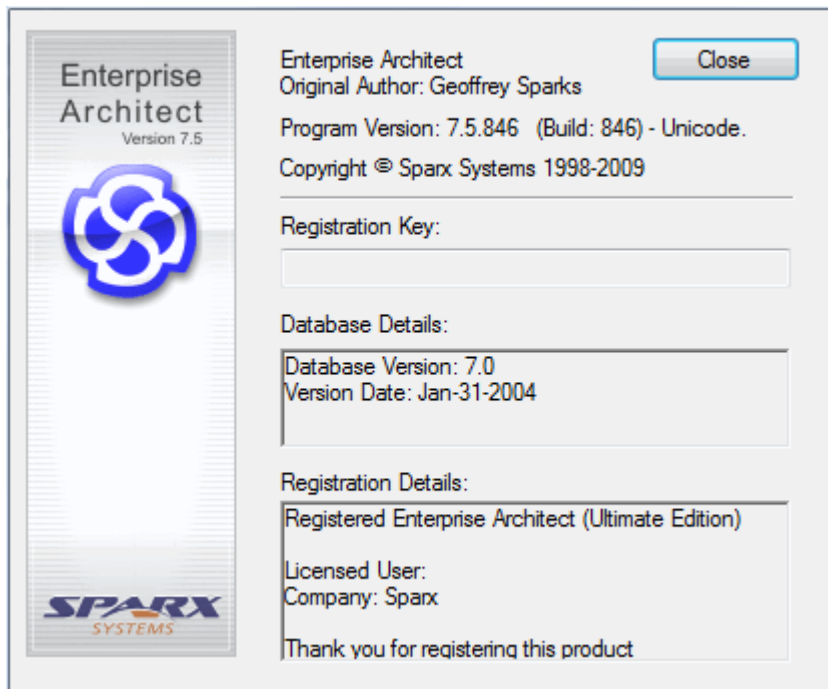 Enterprise
Architect
Version 7.5
SPARX
SYSTEMS
Enterprise Architect
Close
Original Author: Geoffrey Sparks
Program Version: 7.5.846 (Build: 846) - Unicode.
Copyright © Sparx Systems 1998-2009
Registration Key:
Database Details:
Database Version: 7.0
Version Date: Jan-31-2004
Registration Details:
Registered Enterprise Architect (Ultimate Edition)
Licensed User:
Company: Sparx
Thank you for registering this product